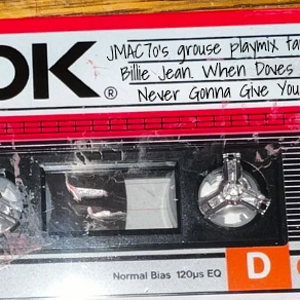 DK ®
JMAC70's grouse playmix ta
Billie Jean. When Doves
Never Gonna Give You
Normal Bias 120µs EQ
D